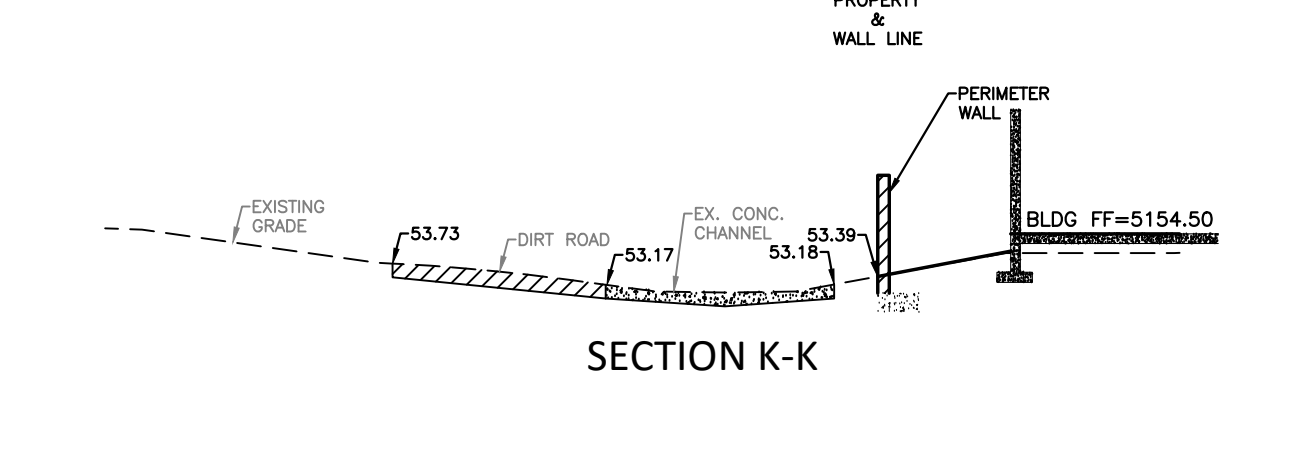 PROPERTY
&
WALL LINE
PERIMETER
WALL
EXISTING
GRADE
53.73
DIRT ROAD
53.17
EX. CONC.
CHANNEL
53.39
53.18
BLDG FF=5154.50
SECTION K-K